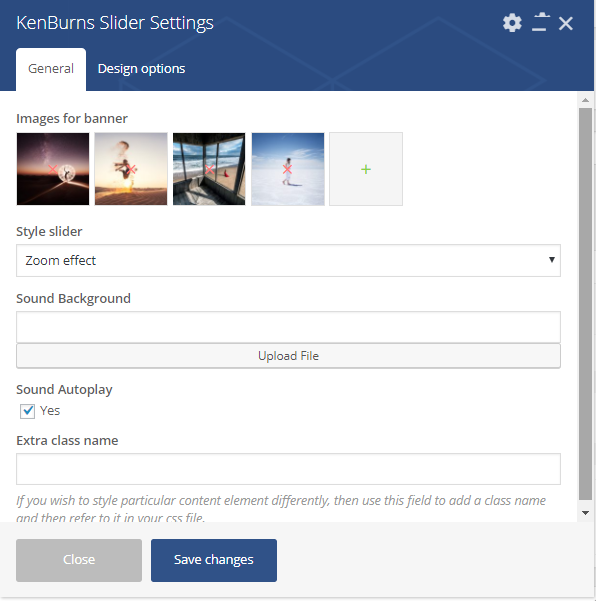 KenBurns Slider Settings
General Design options
Images for banner
Style slider
Zoom effect
Sound Background
Upload File
Sound Autoplay
Yes
Extra class name
If you wish to style particular content element differently, then use this field to add a class name
and then refer to it in your css file.
Close Save changes